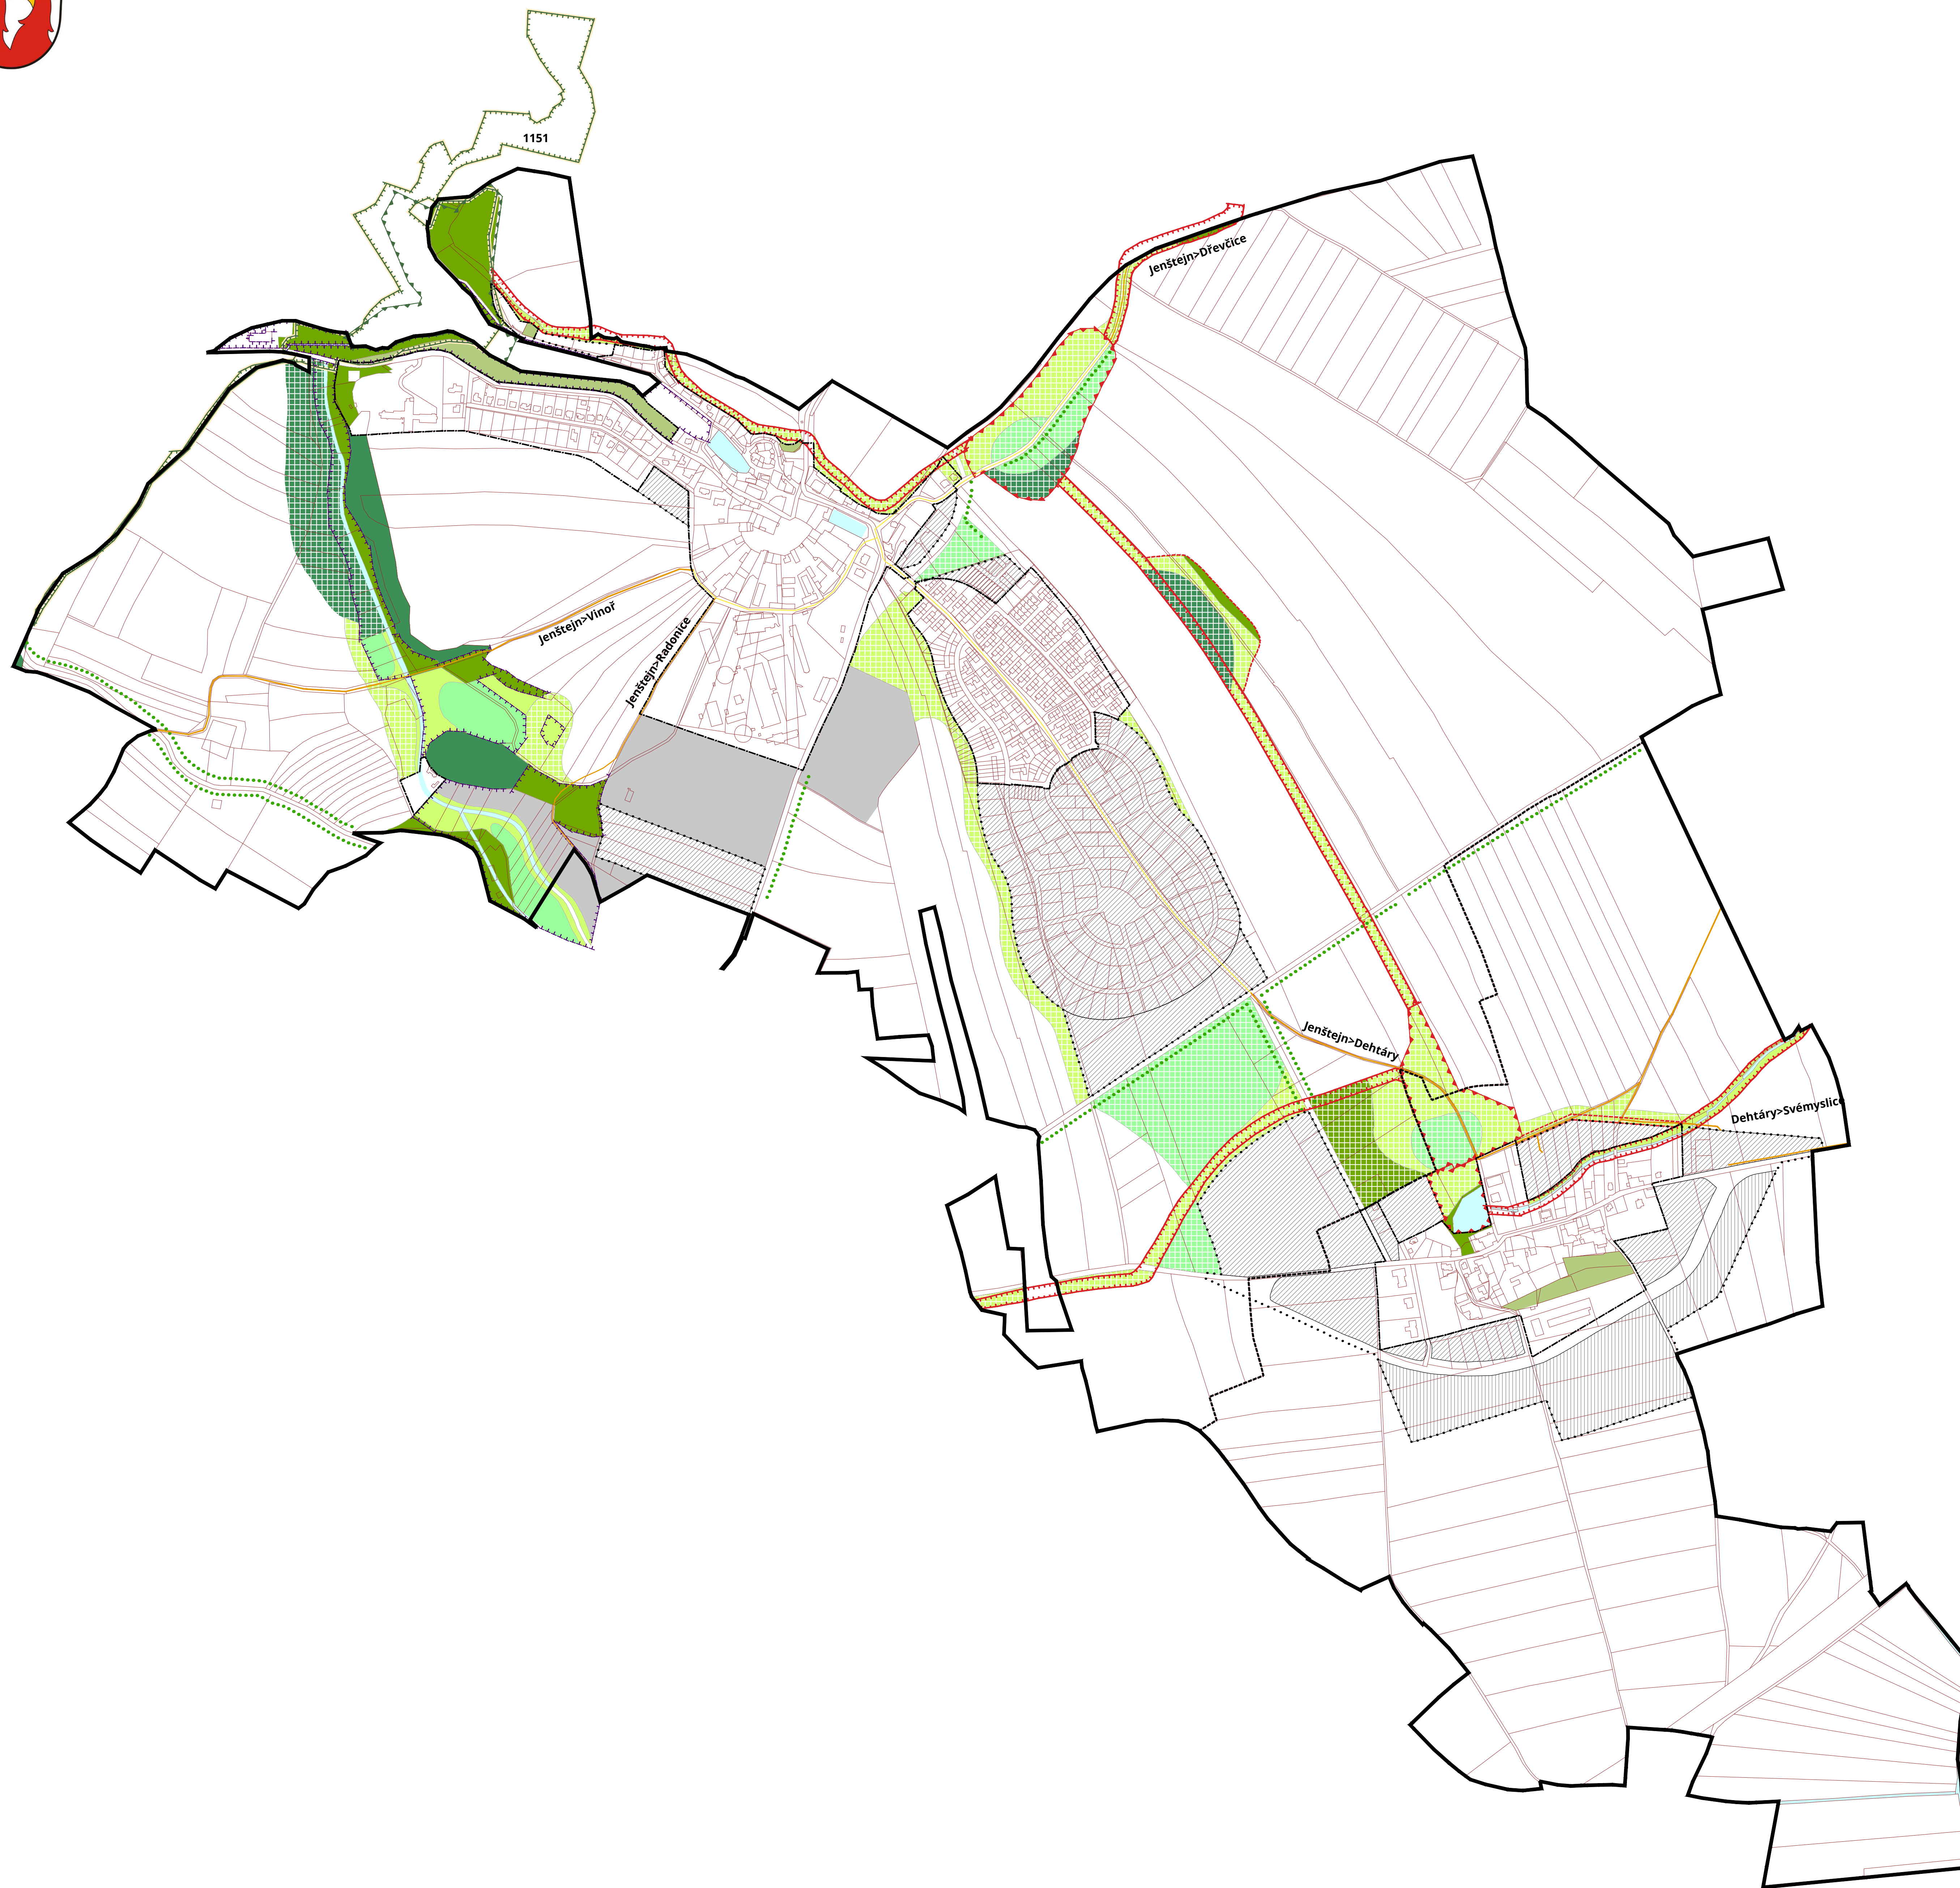 1151
Jenštejn>Dřevčice
Jenštejn>Vinoř
Jenštejn>Radonice
Jenštejn>Dehtáry
Dehtáry>Svémyslice